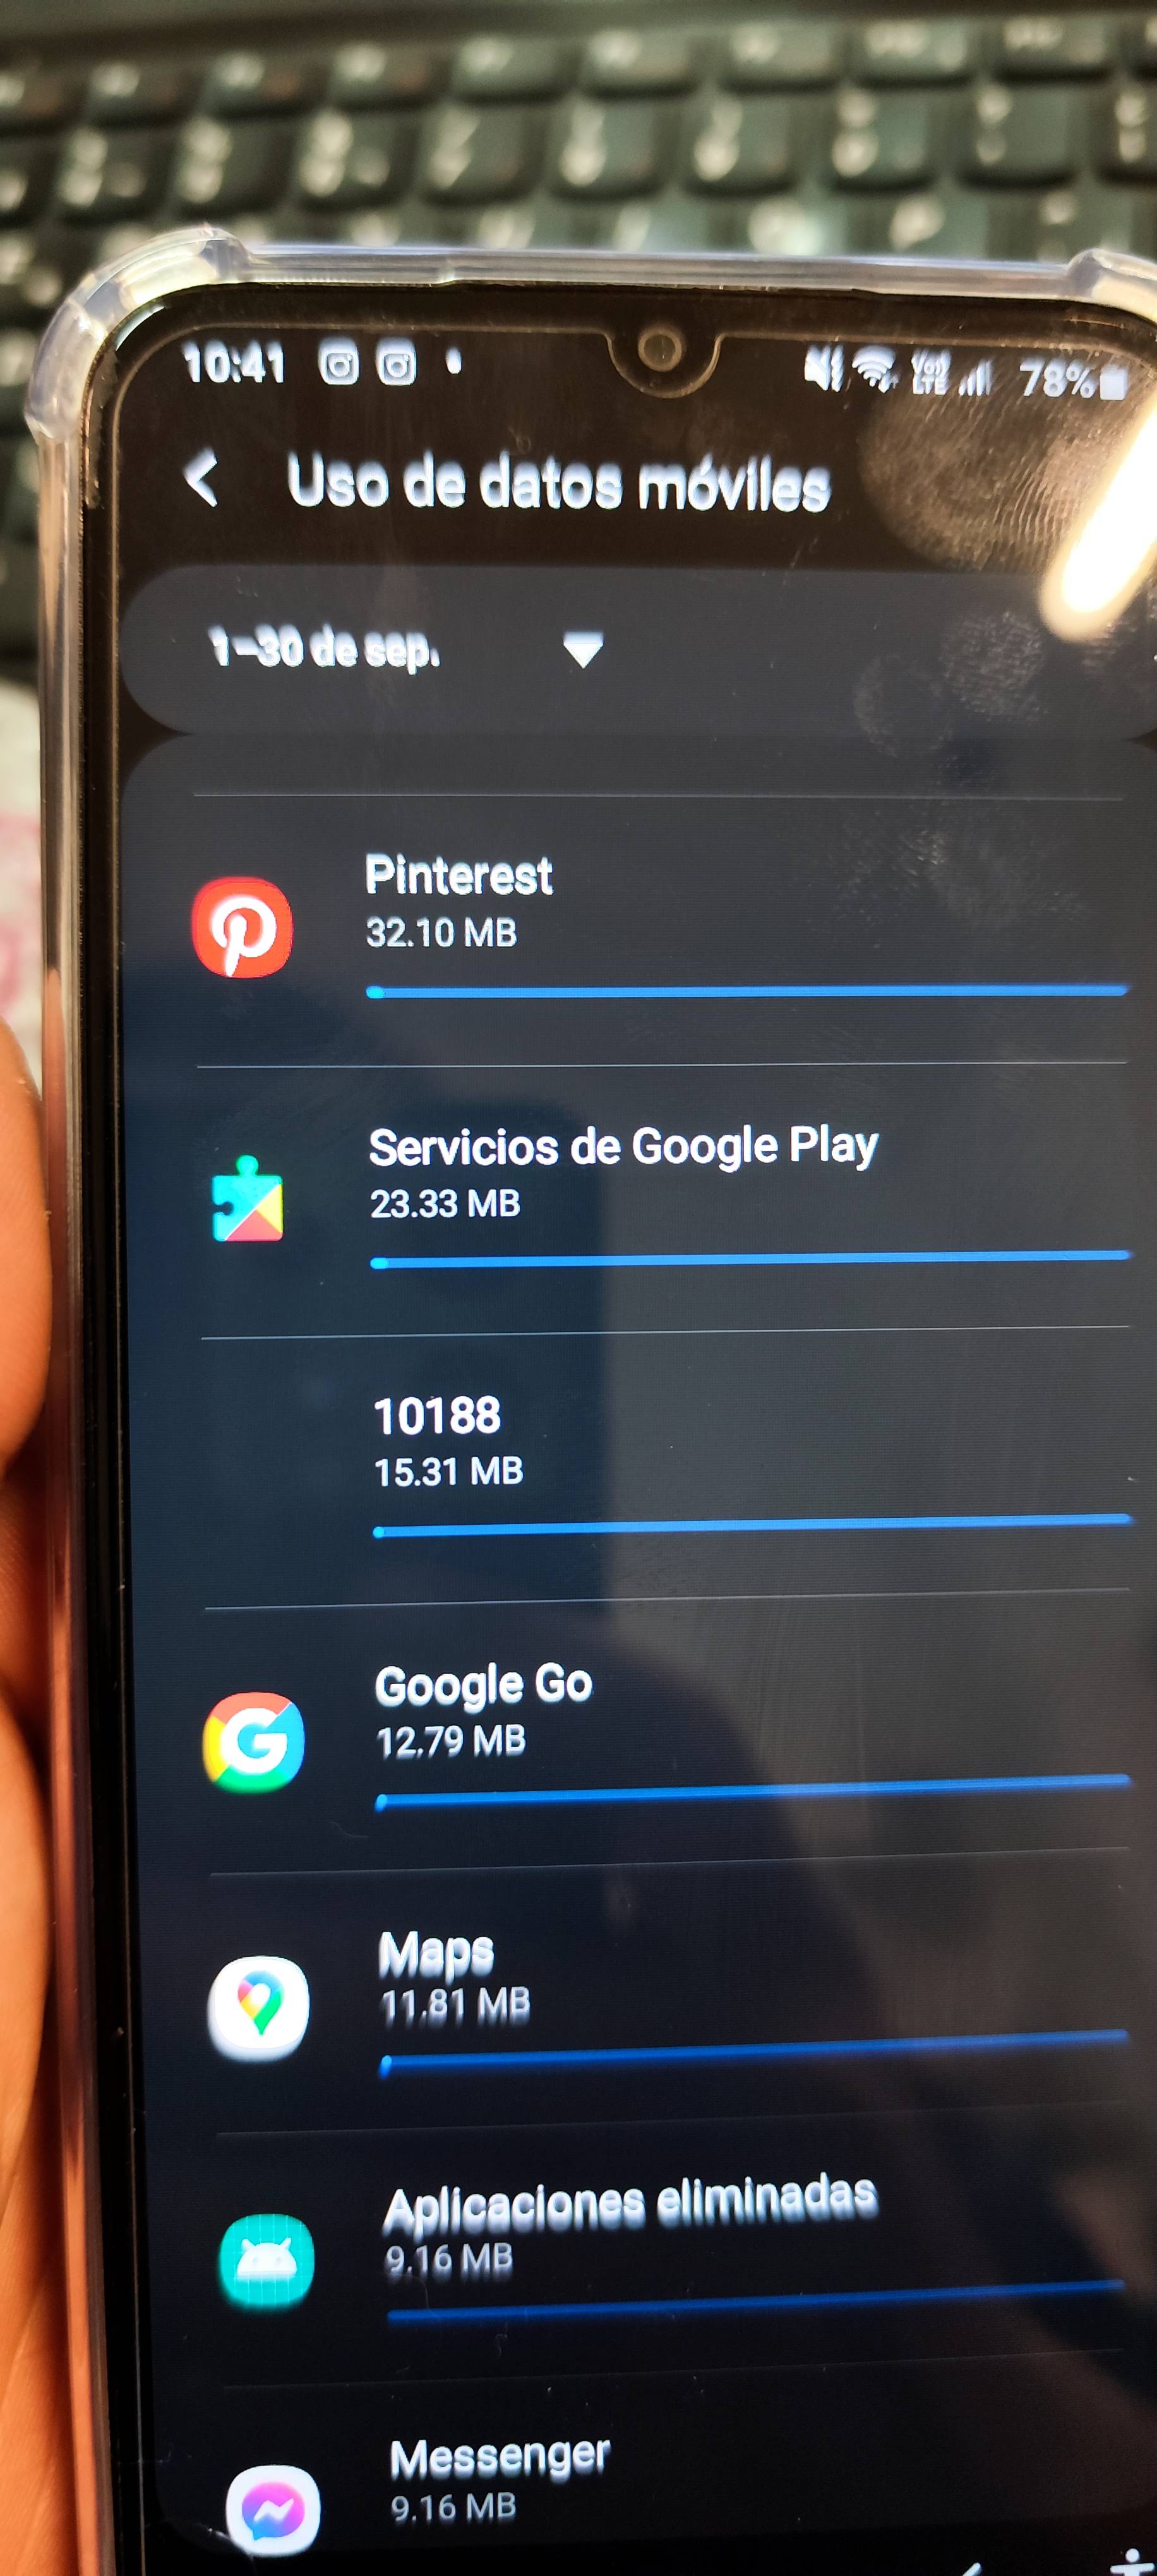 10:41
78%
Uso de datos móviles
1–30 de sep.
Pinterest
32.10 MB
Servicios de Google Play
23.33 MB
10188
15.31 MB
Google Go
12.79 MB
Maps
11.81 MB
Aplicaciones eliminadas
9.16 MB
Messenger
9.16 MB